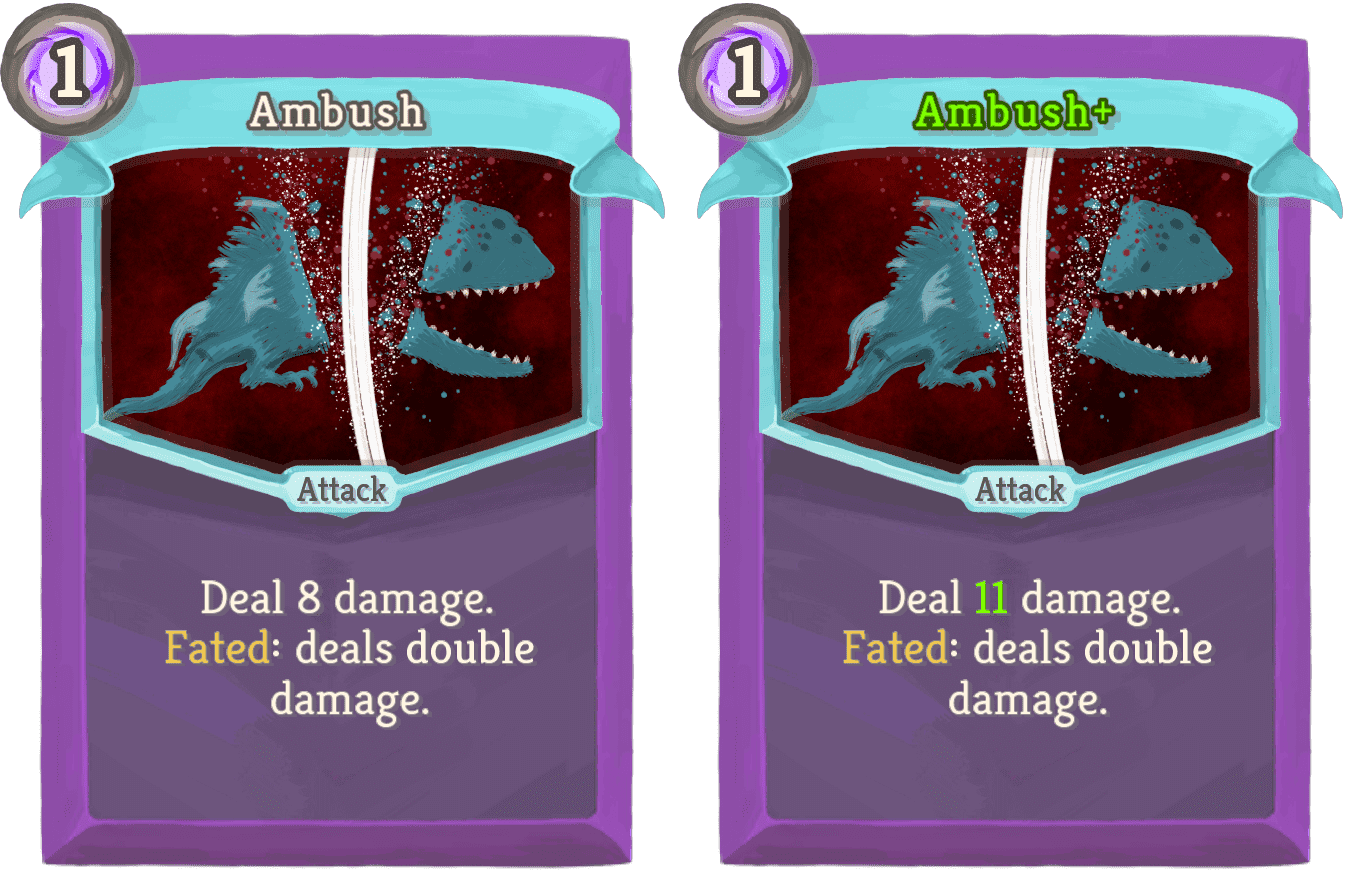 1
Ambush
Attack
Deal 8 damage.
Fated: deals double
damage.
1
Ambush+
Attack
Deal 11 damage.
Fated: deals double
damage.